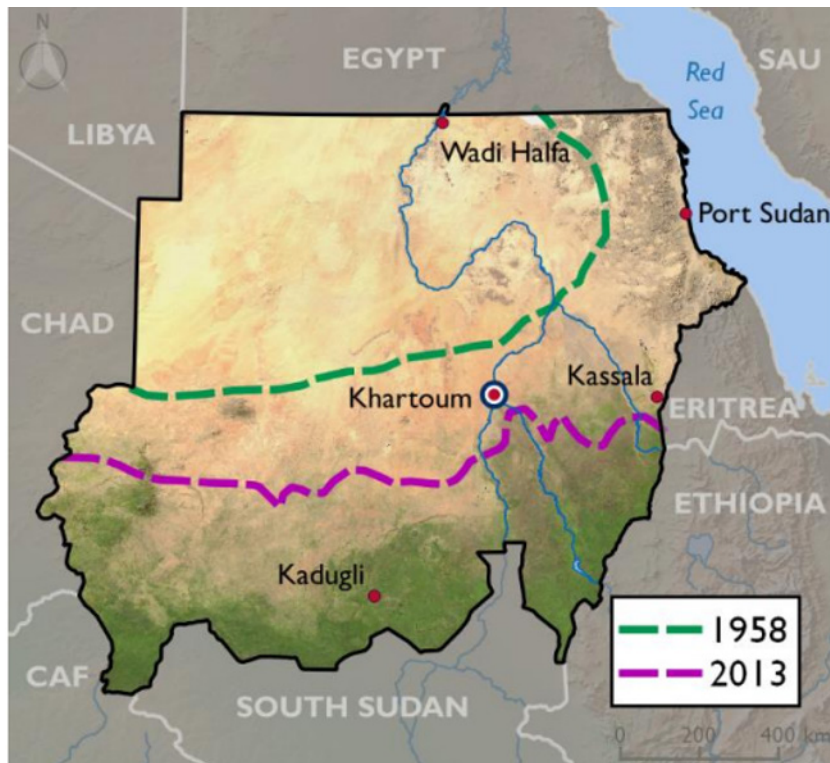 N
EGYPT
SAU
Red
Sea
LIBYA
Wadi Halfa
Port Sudan
CHAD
Khartoum
Kassala
ERITREA
ETHIOPIA
Kadugli
1958
2013
CAF
SOUTH SUDAN
0 200 400 km